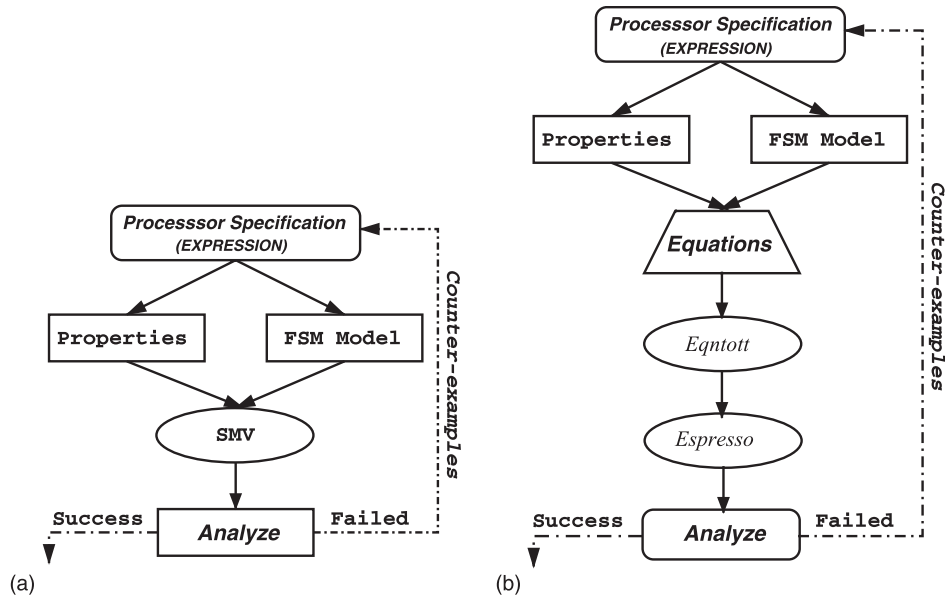 Processsor Specification
(EXPRESSION)
Properties
FSM Model
SMV
Analyze
Success
Failed
Counter-examples
(a)
Processsor Specification
(EXPRESSION)
Properties
FSM Model
Equations
Eqntott
Espresso
Analyze
Success
Failed
Counter-examples
(b)